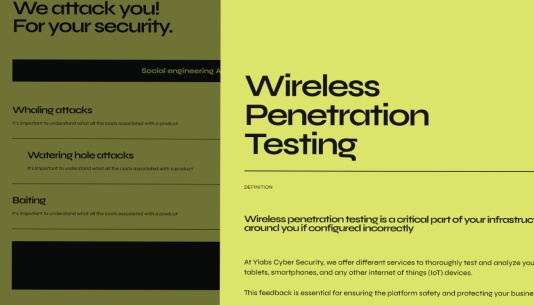 We attack you!
For your security.
Social engineering A
Whaling attacks
It's important to understand what all the costs associated with a product
Watering hole attacks
It's important to understand what all the costs associated with a product
Baiting
It's important to understand what all the costs associated with a product
Wireless
Penetration
Testing
DEFINITION
Wireless penetration testing is a critical part of your infrastruc
around you if configured incorrectly
At Ylabs Cyber Security, we offer different services to thoroughly test and analyze you
tablets, smartphones, and any other internet of things (IoT) devices.
This feedback is essential for ensuring the platform safety and protecting your busine